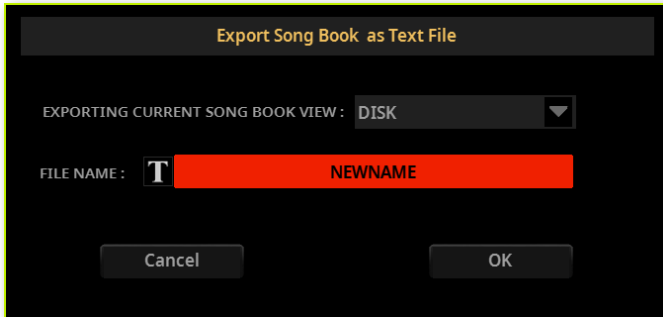 Export Song Book as Text File
EXPORTING CURRENT SONG BOOK VIEW : DISK
FILE NAME : T NEWNAME
Cancel OK